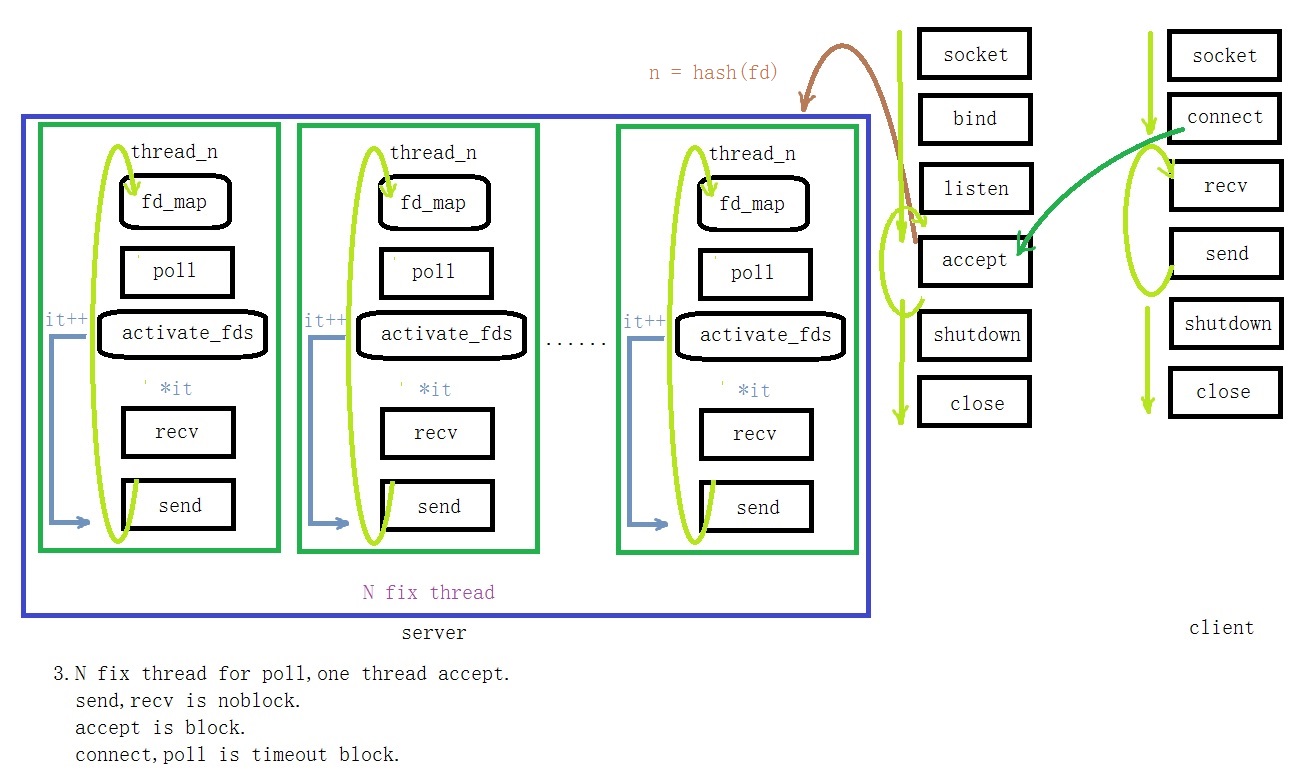 n = hash(fd)
thread_n
fd_map
poll
it++
activate_fds
*it
recv
send
thread_n
fd_map
poll
it++
activate_fds
*it
recv
send
......
thread_n
fd_map
poll
it++
activate_fds
*it
recv
send
N fix thread
server
socket
bind
listen
accept
shutdown
close
socket
connect
recv
send
shutdown
close
client
3. N fix thread for poll,one thread accept.
send,recv is noblock.
accept is block.
connect,poll is timeout block.